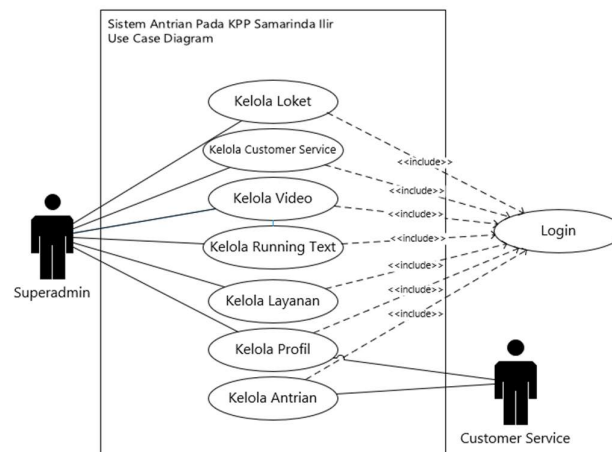 Sistem Antrian Pada KPP Samarinda Ilir
Use Case Diagram
Kelola Loket
Kelola Customer Service
<<include>>
<<include>>
Kelola Video
<<include>>
Kelola Running Text
<<include>>
Login
Superadmin
Kelola Layanan
<<include>>
<<include>>
Kelola Profil
<<include>>
Kelola Antrian
Customer Service